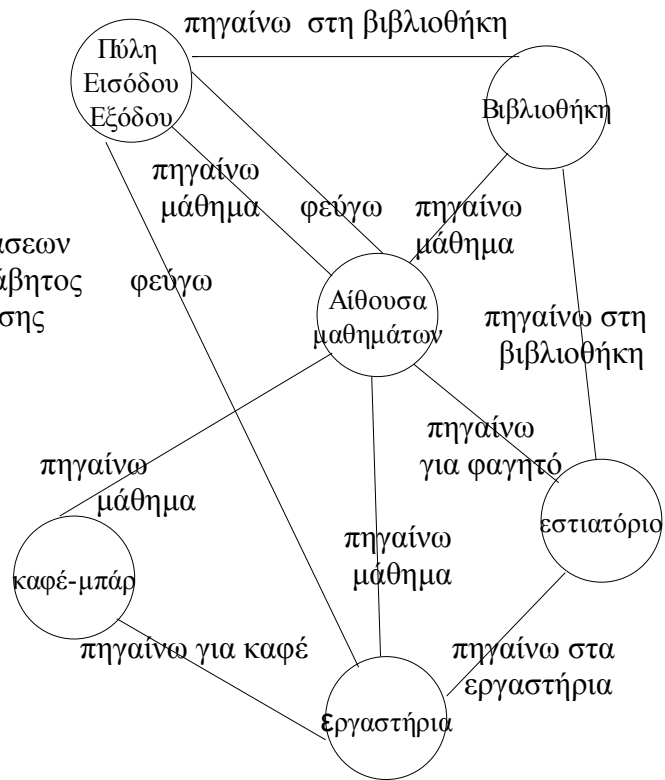 πηγαίνω στη βιβλιοθήκη
Πύλη
Εισόδου
Εξόδου
Βιβλιοθήκη
πηγαίνω
μάθημα
φεύγω
πηγαίνω
μάθημα
φεύγω
Αίθουσα
μαθημάτων
πηγαίνω στη
βιβλιοθήκη
πηγαίνω
για φαγητό
πηγαίνω
μάθημα
εστιατόριο
πηγαίνω
μάθημα
καφέ-μπάρ
πηγαίνω για καφέ
πηγαίνω στα
εργαστήρια
εργαστήρια